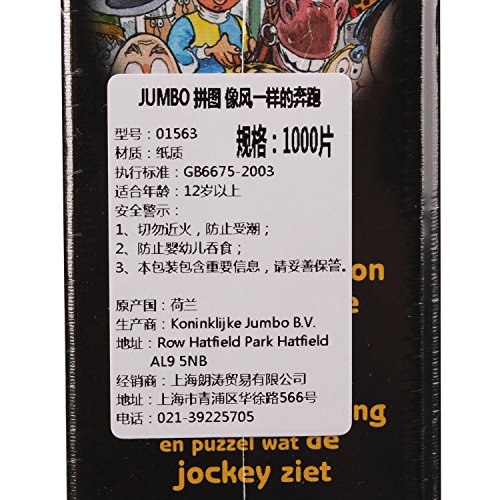 JUMBO 拼图 像风一样的奔跑
型号：01563
规格：1000片
材质：纸质
执行标准：GB6675-2003
适合年龄：12岁以上
安全警示：
1、切勿近火，防止受潮；
2、防止婴幼儿吞食；
3、本包装包含重要信息，请妥善保管.
on
原产国：荷兰
e
生产商：Koninklijke Jumbo B.V.
地址：Row Hatfield Park Hatfield
AL9 5NB
经销商：上海朗涛贸易有限公司
地址：上海市青浦区华徐路566号
ng
电话：021-39225705
en puzzel wat de
jockey ziet